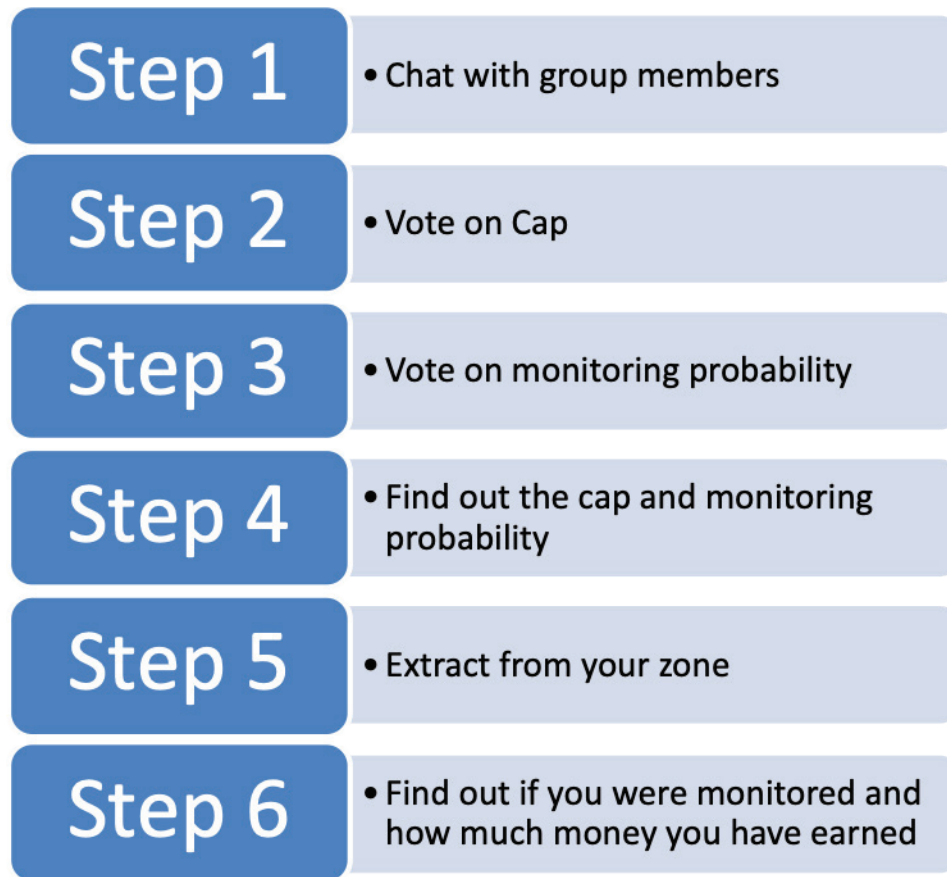 Step 1
• Chat with group members
Step 2
• Vote on Cap
Step 3
• Vote on monitoring probability
Step 4
• Find out the cap and monitoring
probability
Step 5
• Extract from your zone
Step 6
• Find out if you were monitored and
how much money you have earned